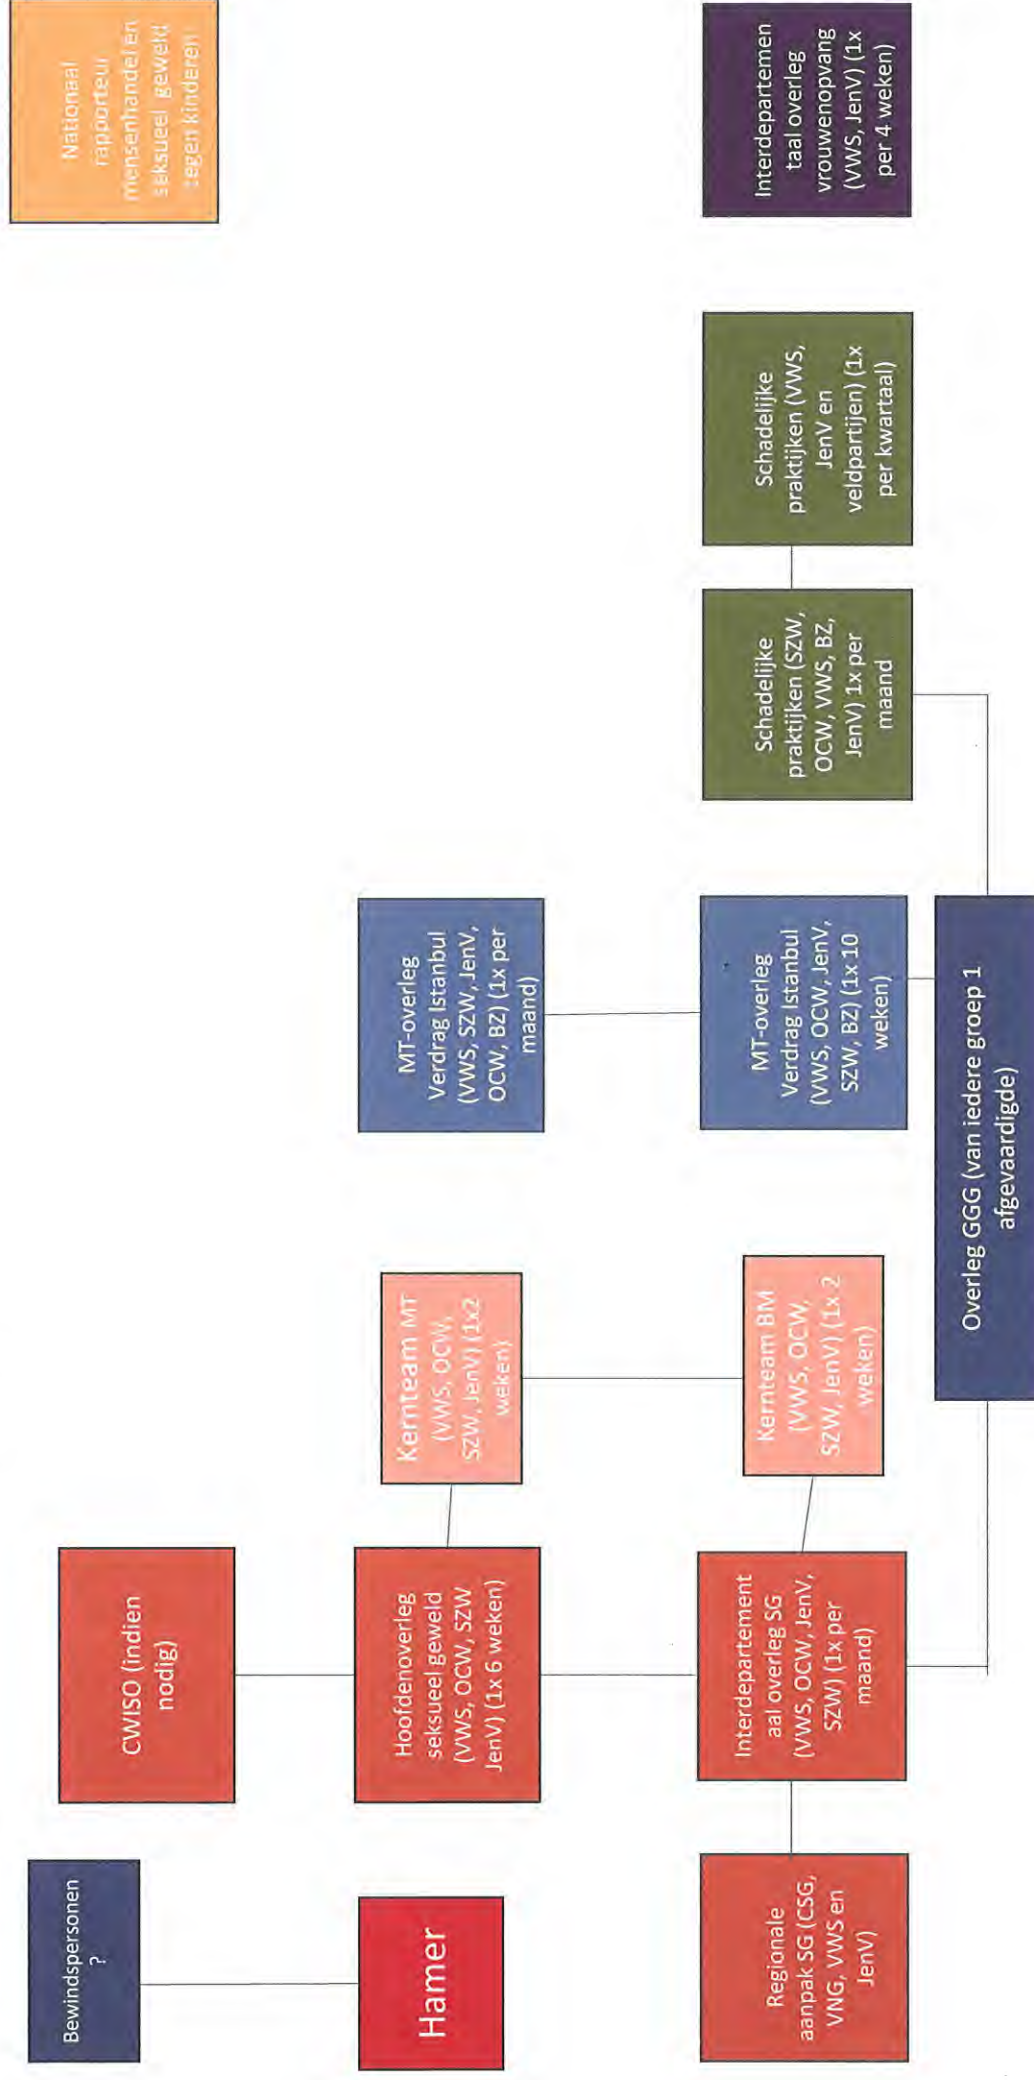 Bewindspersonen
?
CWISO (indien
nodig)
Nationaal
rapporteur
mensenhandel en
seksueel geweld
tegen kinderen
Hamer
Hoofdenoverleg
seksueel geweld
(VWS, OCW, SZW
JenV) (1x 6 weken)
Kernteam MT
(VWS, OCW,
SZW, JenV) (1x2
weken)
MT-overleg
Verdrag Istanbul
(VWS, SZW, JenV,
OCW, BZ) (1x per
maand)
Regionale
aanpak SG (CSG,
VNG, VWS en
JenV)
Interdepartement
aal overleg SG
(VWS, OCW, JenV,
SZW) (1x per
maand)
Kernteam BM
(VWS, OCW,
SZW, JenV) (1x 2
weken)
MT-overleg
Verdrag Istanbul
(VWS, OCW, JenV,
SZW, BZ) (1x 10
weken)
Schadelijke
praktijken (SZW,
OCW, VWS, BZ,
JenV) 1x per
maand
Schadelijke
praktijken (VWS,
JenV en
veldpartijen) (1x
per kwartaal)
Interdepartemen
taal overleg
vrouwenopvang
(VWS, JenV) (1x
per 4 weken)
Overleg GGG (van iedere groep 1
afgevaardigde)